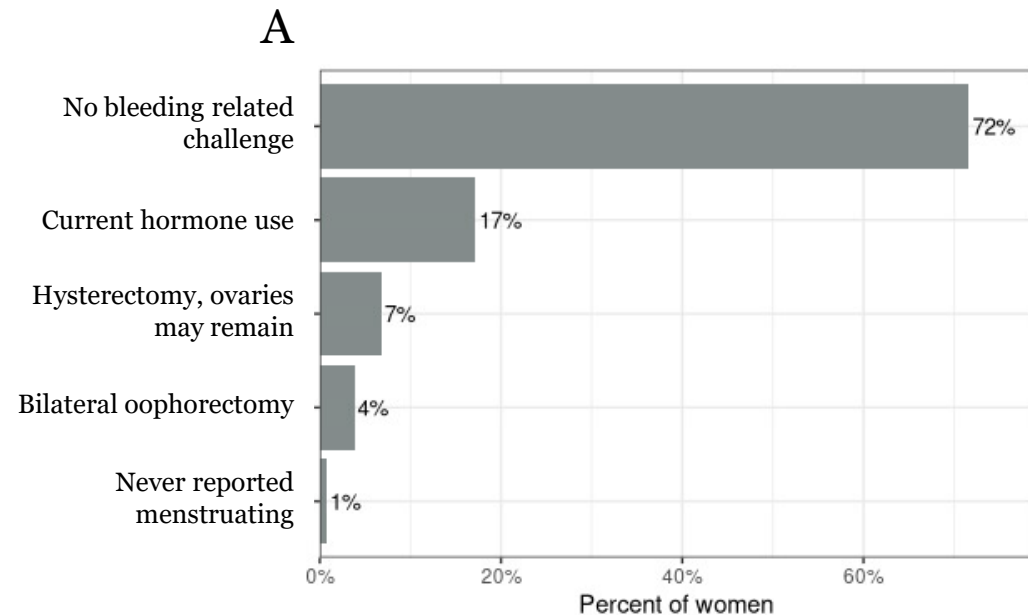 A
No bleeding related
challenge
72%
Current hormone use
17%
Hysterectomy, ovaries
may remain
7%
Bilateral oophorectomy
4%
Never reported
menstruating
1%
0%
20%
40%
60%
Percent of women